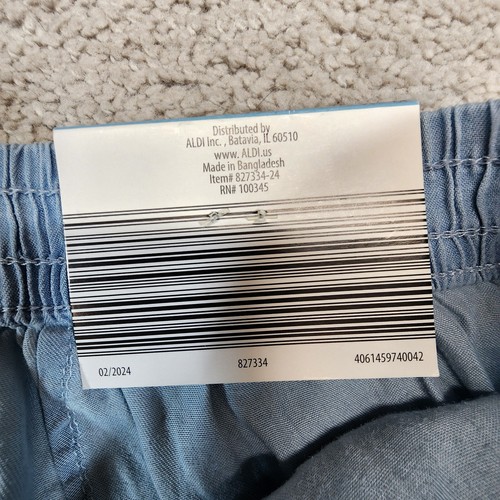 Distributed by
ALDI Inc. , Batavia, IL 60510
www. ALDI.us
Made in Bangladesh
Item# 827334-24
RN# 100345
02/2024 827334 4061459740042